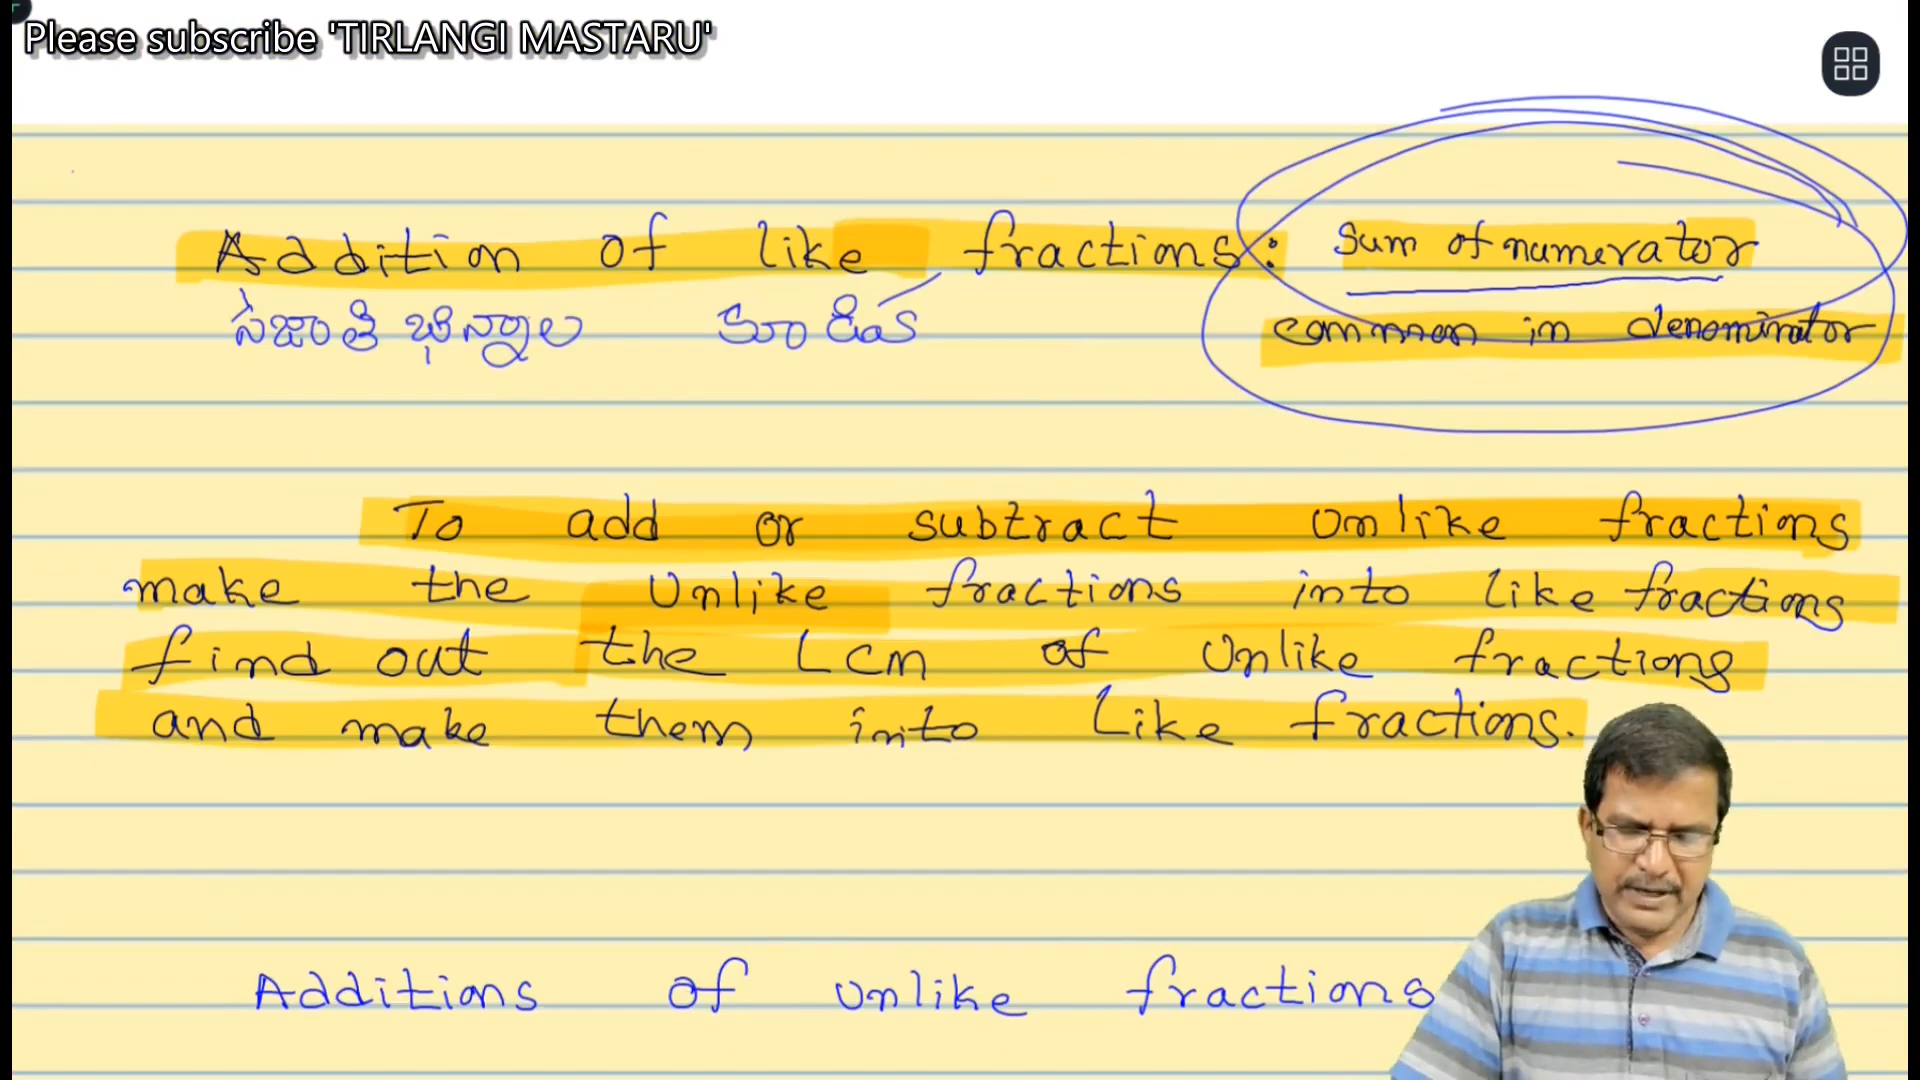 Please subscribe 'TIRLANGI MASTARU'
Addition of like fractions: Sum of numerator
సజాతి భిన్నాల కూడిక common in denominator
To add or subtract unlike fractions
make the Unlike fractions into like fractions
find out the LCM of Unlike fractions
and make them into Like fractions.
Additions of unlike fractions